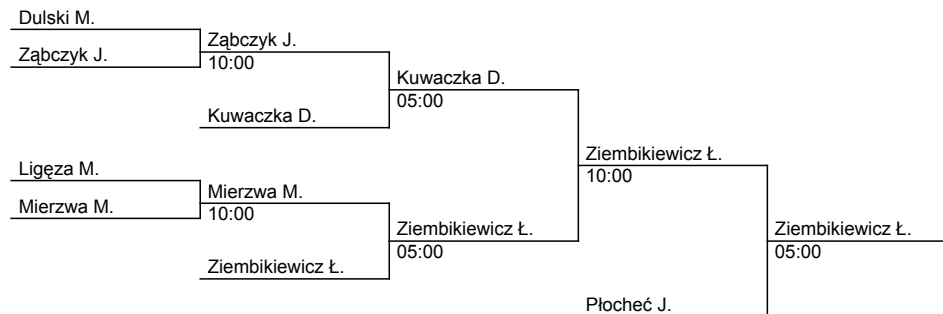 Dulski M.
Ząbczyk J.
Ząbczyk J.
10:00
Kuwaczka D.
Kuwaczka D.
05:00
Ligęza M.
Mierzwa M.
Mierzwa M.
10:00
Ziembikiewicz Ł.
Ziembikiewicz Ł.
05:00
Ziembikiewicz Ł.
10:00
Płocheć J.
Ziembikiewicz Ł.
05:00